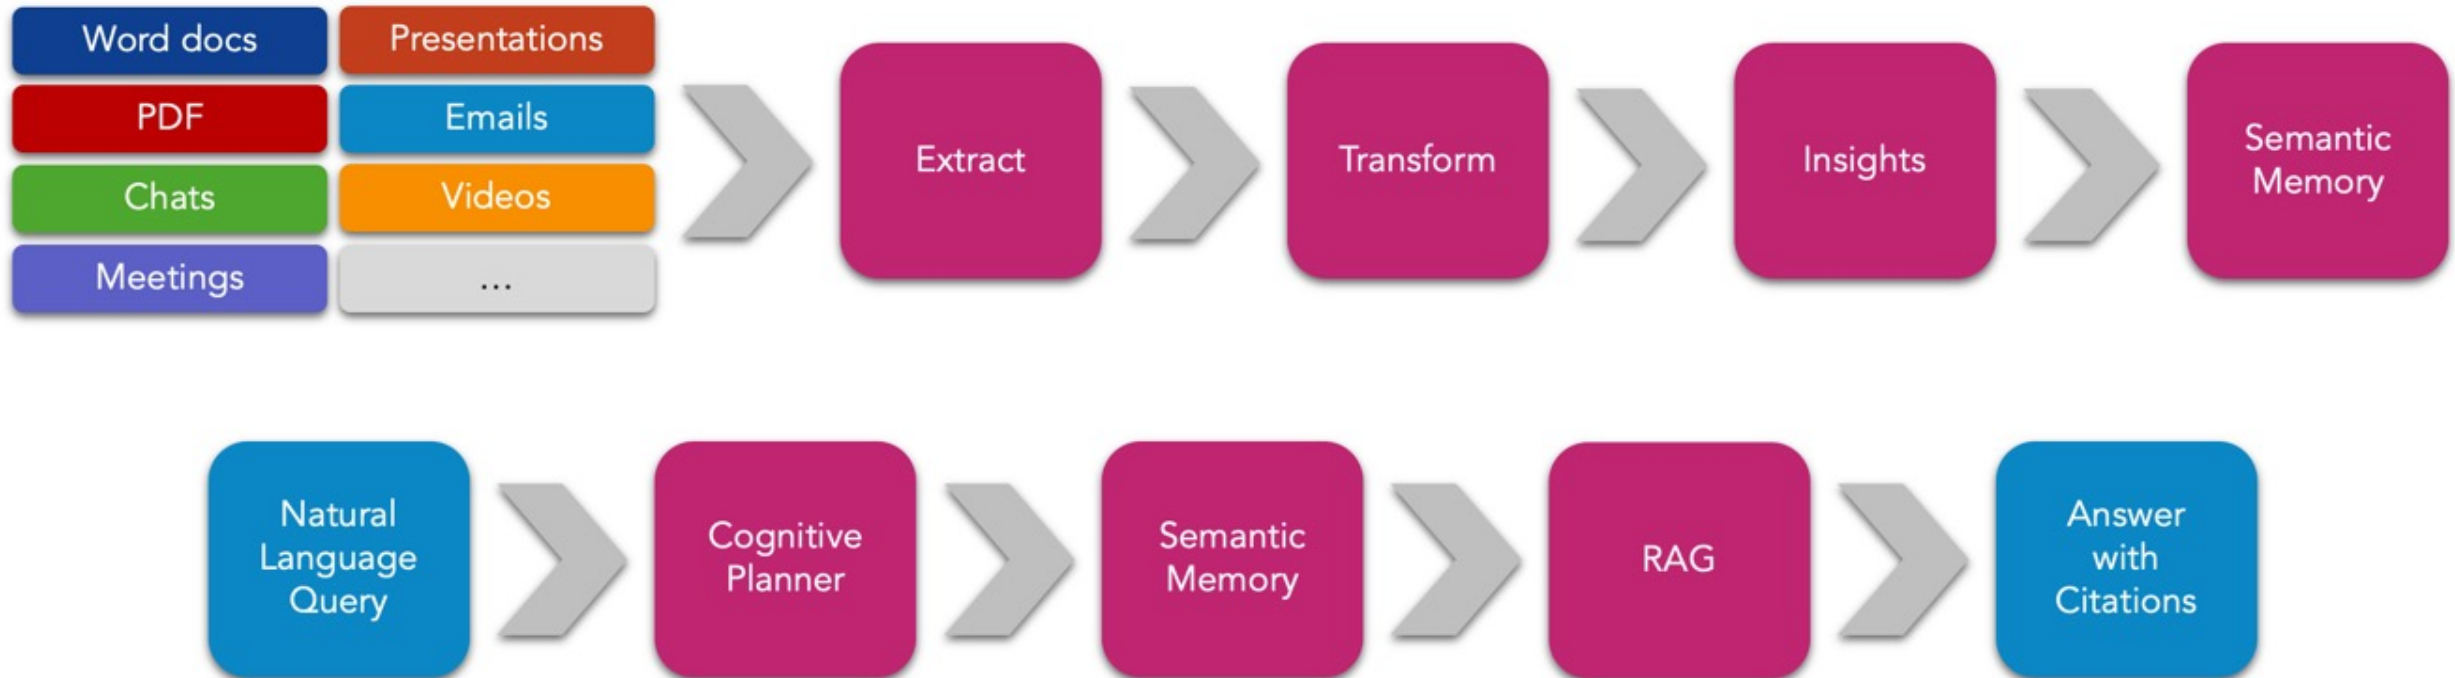 Word docs
Presentations
PDF
Emails
Chats
Videos
Meetings
...
Extract
Transform
Insights
Semantic
Memory
Natural
Language
Query
Cognitive
Planner
Semantic
Memory
RAG
Answer
with
Citations